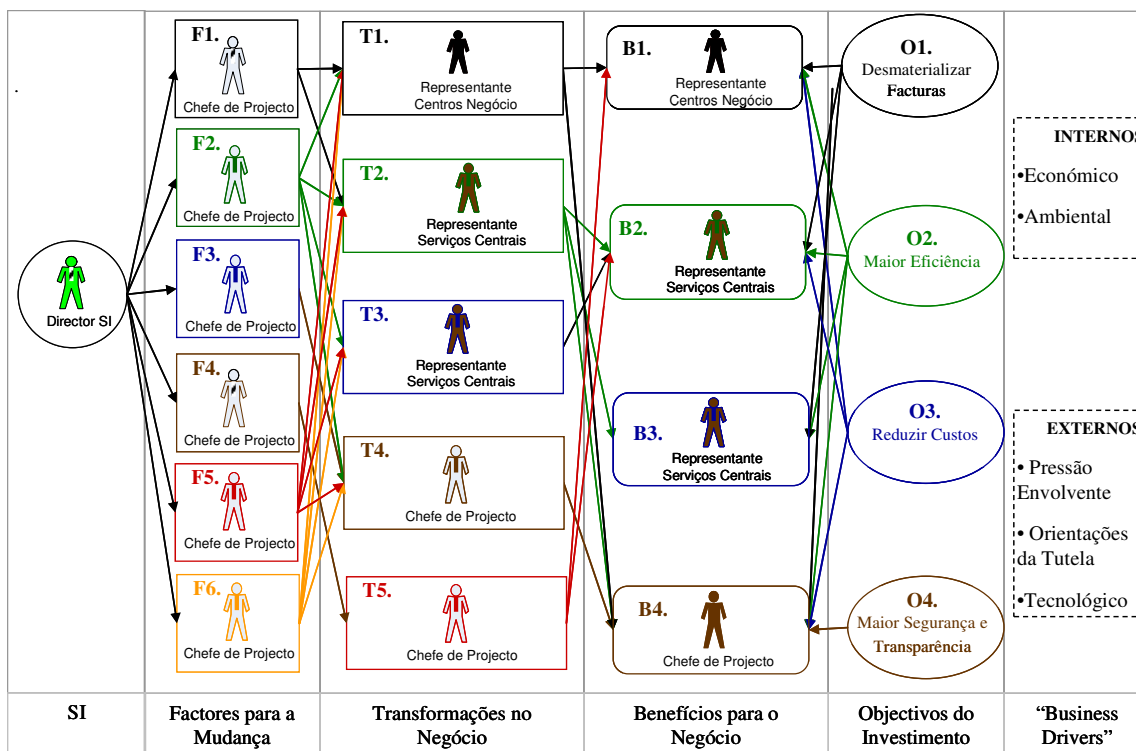 F1.
Chefe de Projecto
F2.
Chefe de Projecto
F3.
Chefe de Projecto
F4.
Chefe de Projecto
F5.
Chefe de Projecto
F6.
Chefe de Projecto
Director SI
T1.
Representante
Centros Negócio
T2.
Representante
Serviços Centrais
T3.
Representante
Serviços Centrais
T4.
Chefe de Projecto
T5.
Chefe de Projecto
B1.
Representante
Centros Negócio
B2.
Representante
Serviços Centrais
B3.
Representante
Serviços Centrais
B4.
Chefe de Projecto
O1.
Desmaterializar
Facturas
O2.
Maior Eficiência
O3.
Reduzir Custos
O4.
Maior Segurança e
Transparência
INTERNOS
•Económico
•Ambiental
EXTERNOS
• Pressão
Envolvente
• Orientações
da Tutela
•Tecnológico
SI
Factores para a
Mudança
Transformações no
Negócio
Benefícios para o
Negócio
Objectivos do
Investimento
“Business
Drivers”